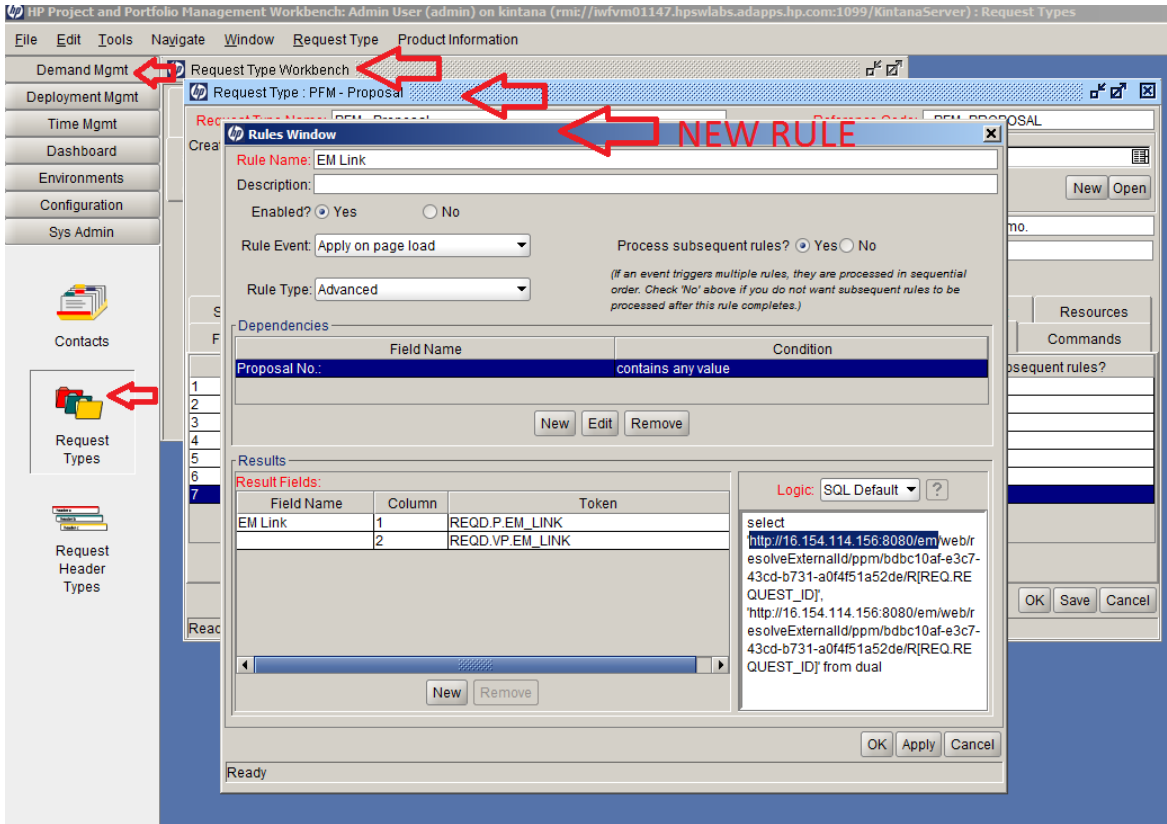 HP Project and Portfolio Management Workbench: Admin User (admin) on kintana (rmi://iwfvm01147.hpswlabs.adapps.hp.com:1099/KintanaServer) : Request Types
File Edit Tools Navigate Window Request Type Product Information
Demand Mgmt
Deployment Mgmt
Time Mgmt
Dashboard
Environments
Configuration
Sys Admin
Contacts
Request
Types
Request
Header
Types
Request Type Workbench
Request Type : PFM - Proposal
NEW RULE
Crea
New Open
mo.
S
Resources
F
Commands
bsequent rules?
1
2
3
4
5
6
7
OK Save Cancel
Reac
Rules Window
Rule Name: EM Link
Description:
Enabled? Yes No
Rule Event: Apply on page load
Process subsequent rules? Yes No
(If an event triggers multiple rules, they are processed in sequential
order. Check 'No' above if you do not want subsequent rules to be
processed after this rule completes.)
Rule Type: Advanced
Dependencies
Field Name Condition
Proposal No.: contains any value
New Edit Remove
Results
Result Fields:
Field Name Column Token
EM Link 1 REQD.P.EM_LINK
2 REQD.VP.EM_LINK
New Remove
Logic: SQL Default ?
select
'http://16.154.114.156:8080/em/web/r
esolveExternalId/ppm/bdbc10af-e3c7-
43cd-b731-a0f4f51a52de/R[REQ.RE
QUEST_ID]',
'http://16.154.114.156:8080/em/web/r
esolveExternalId/ppm/bdbc10af-e3c7-
43cd-b731-a0f4f51a52de/R[REQ.RE
QUEST_ID]' from dual
OK Apply Cancel
Ready